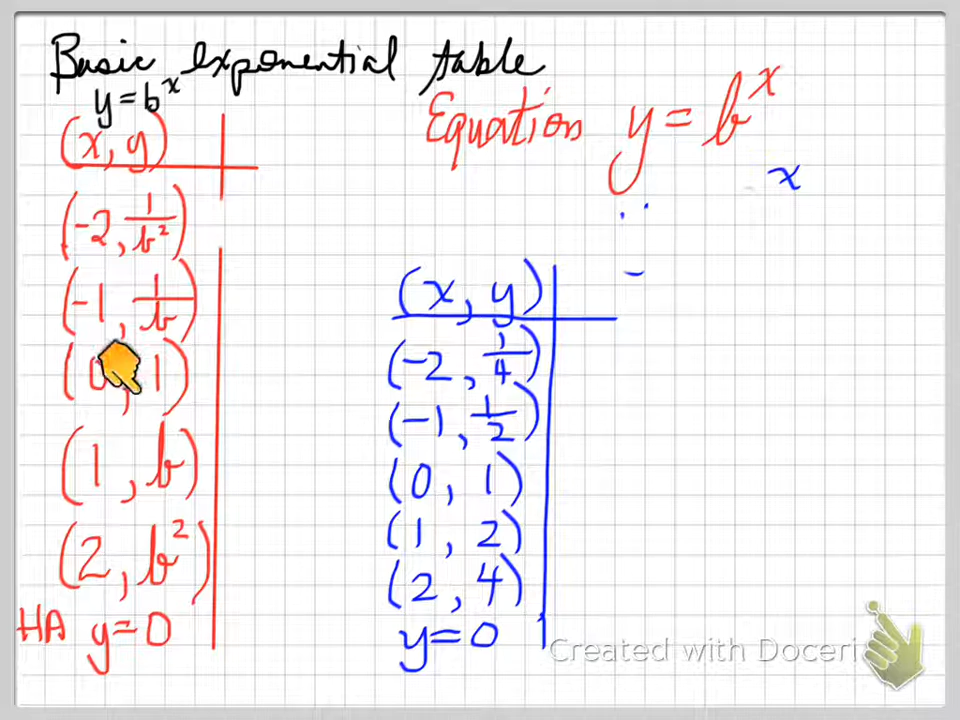 Basic exponential table
y = b^x
Equation y = b^x
(x, y)
(-2, 1/b²)
(-1, 1/b)
(0, 1)
(1, b)
(2, b²)
HA y = 0
x
(x, y)
(-2, 1/4)
(-1, 1/2)
(0, 1)
(1, 2)
(2, 4)
y = 0
Created with Doceri